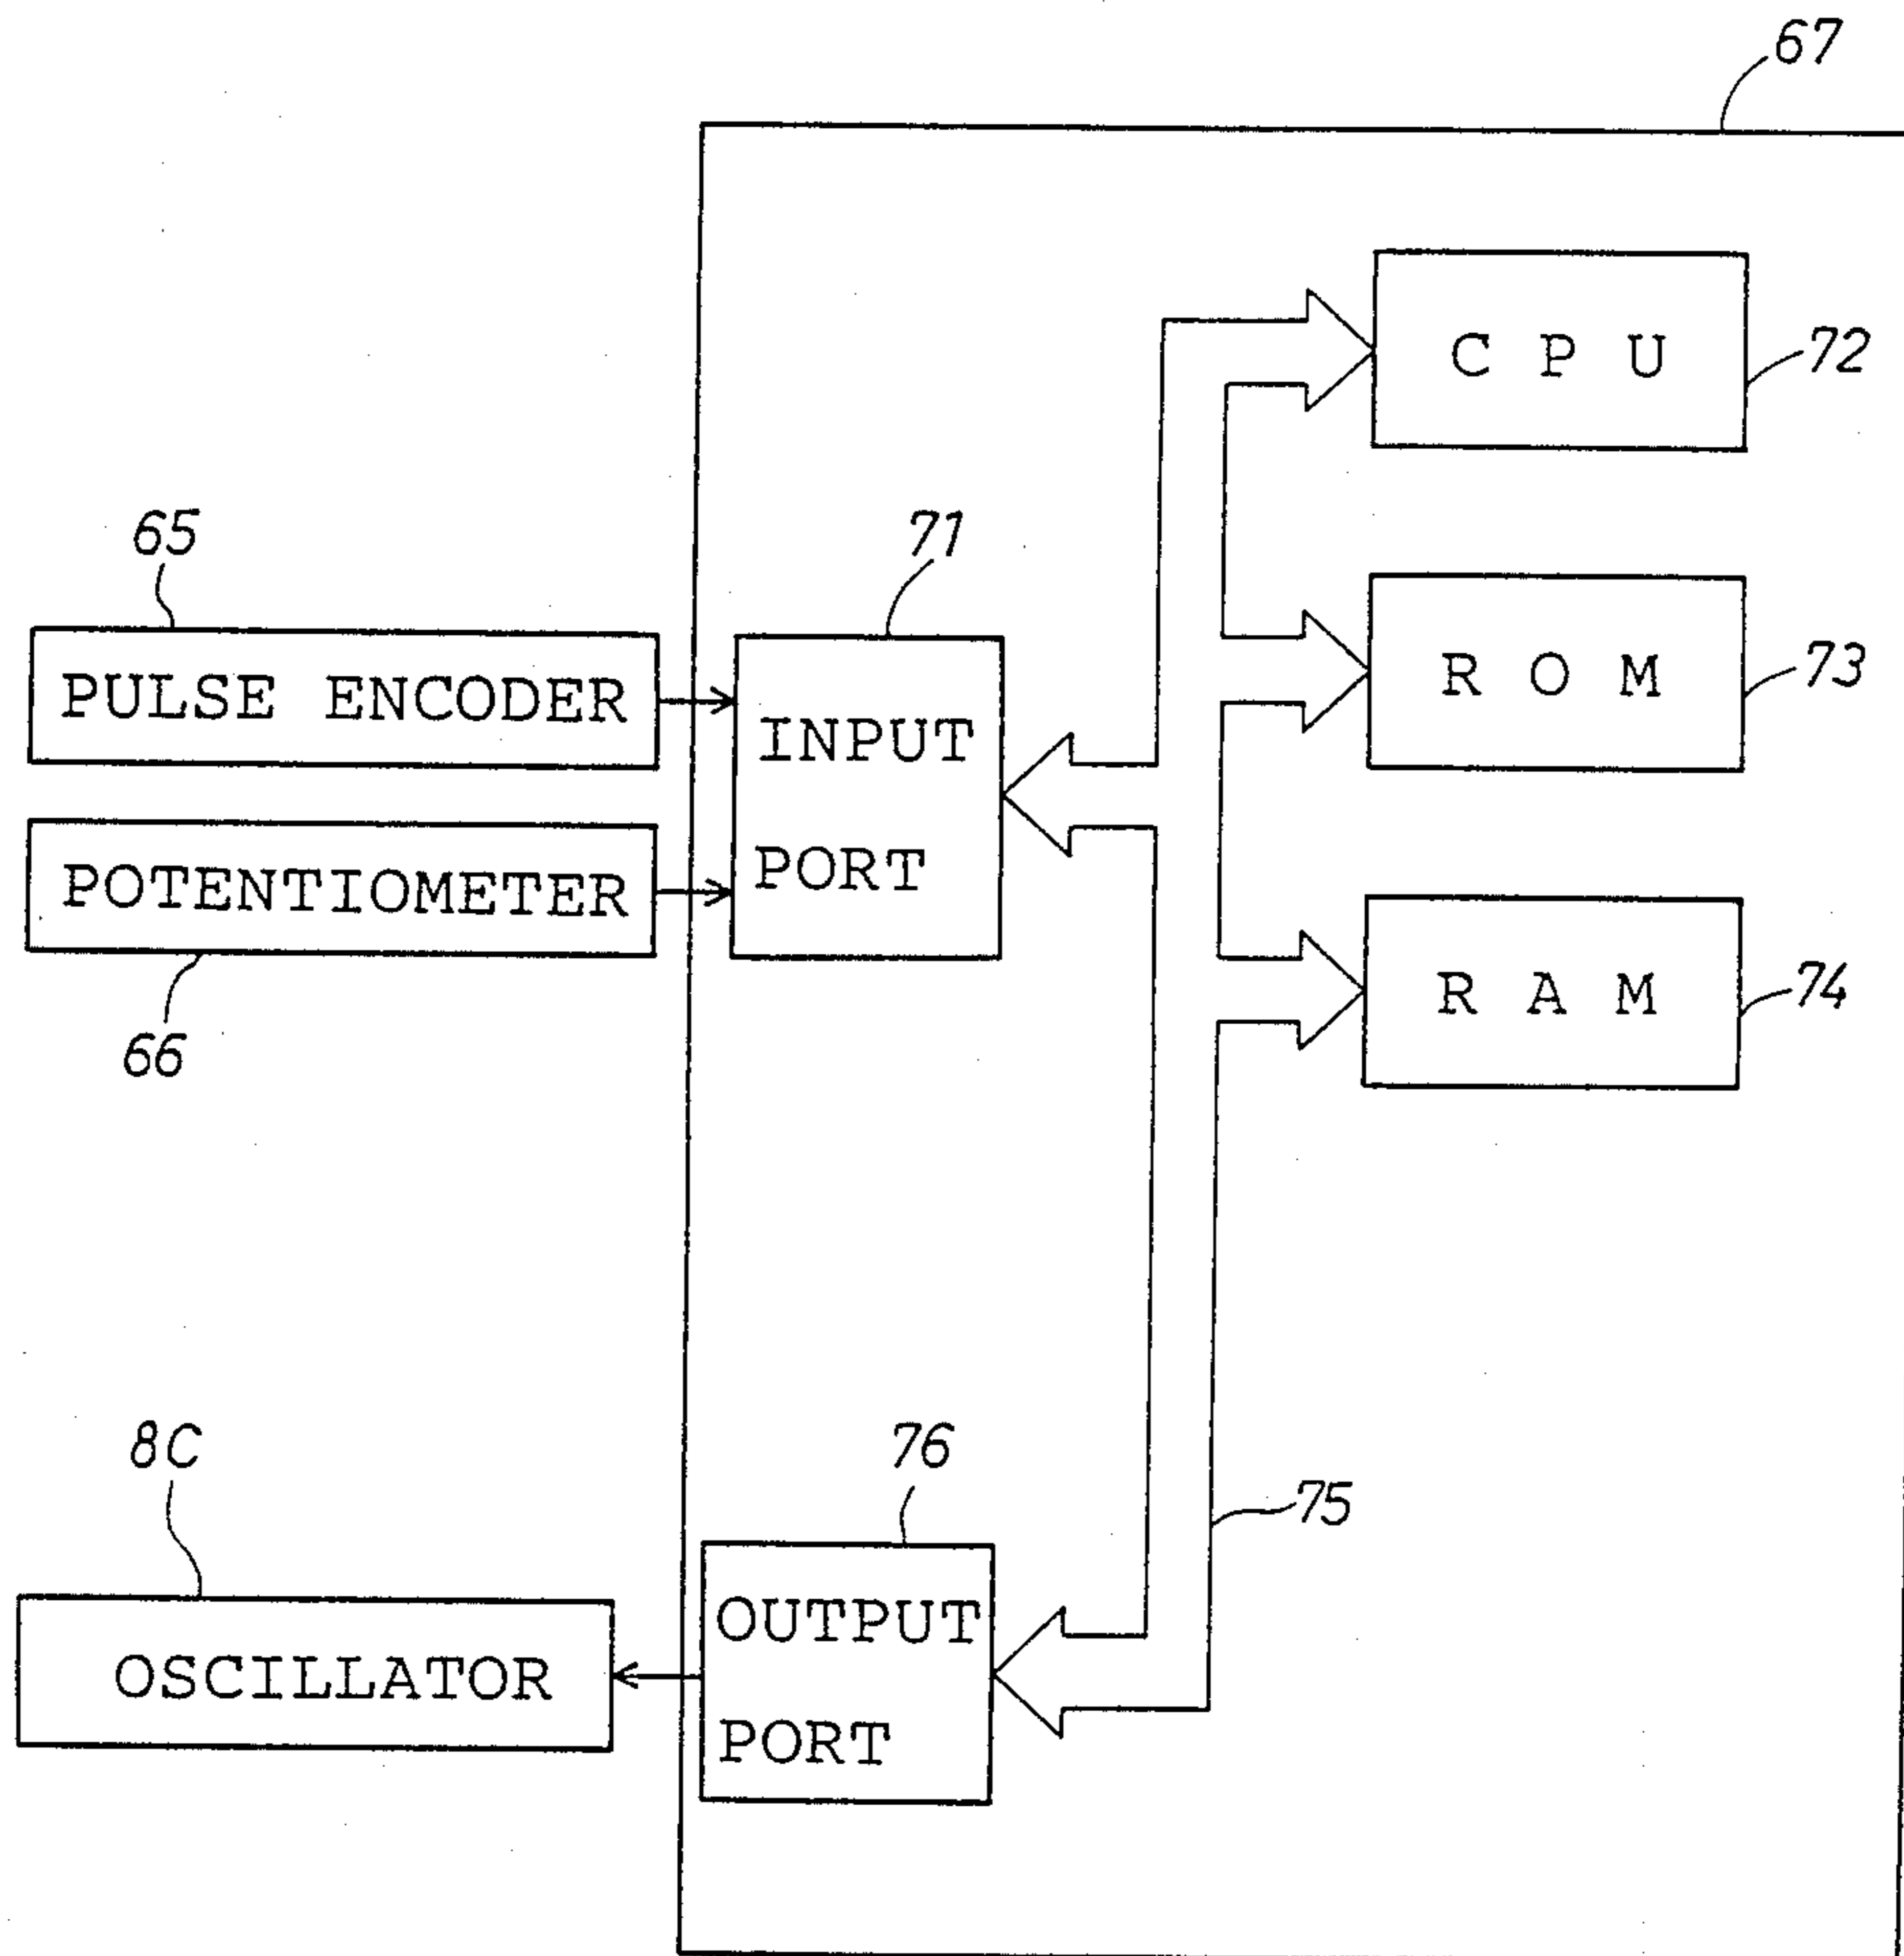 67
C P U
72
65
71
R O M
73
PULSE ENCODER
INPUT
PORT
POTENTIOMETER
66
R A M
74
8C
76
75
OUTPUT
PORT
OSCILLATOR